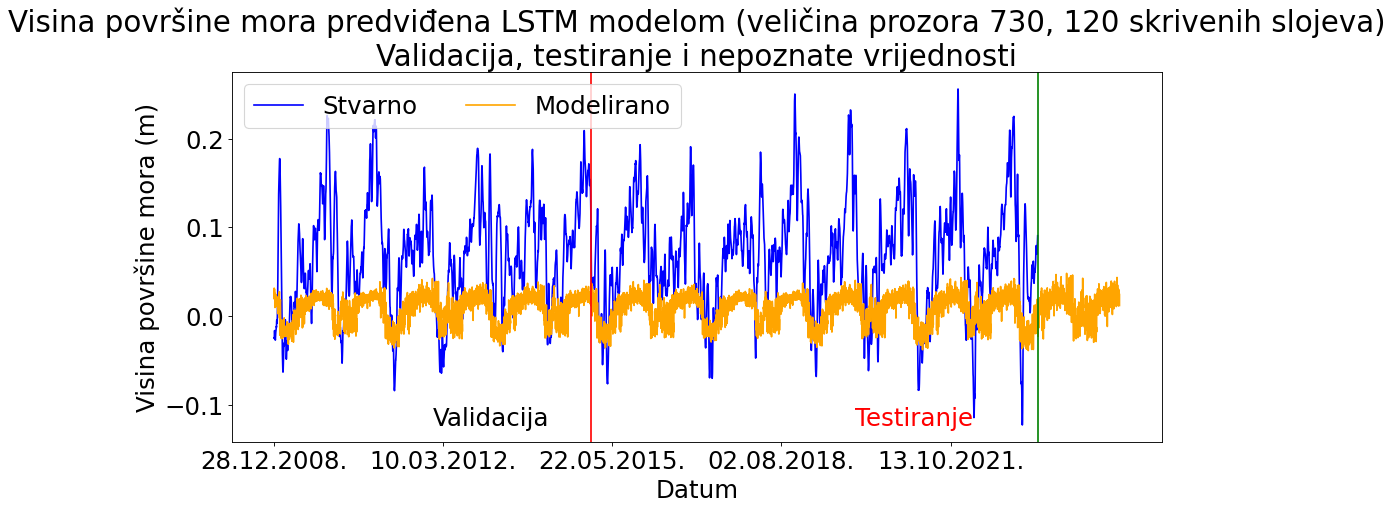 Visina površine mora predviđena LSTM modelom (veličina prozora 730, 120 skrivenih slojeva)
Validacija, testiranje i nepoznate vrijednosti
Stvarno Modelirano
Visina površine mora (m)
0.2
0.1
0.0
−0.1
Validacija Testiranje
28.12.2008. 10.03.2012. 22.05.2015. 02.08.2018. 13.10.2021.
Datum